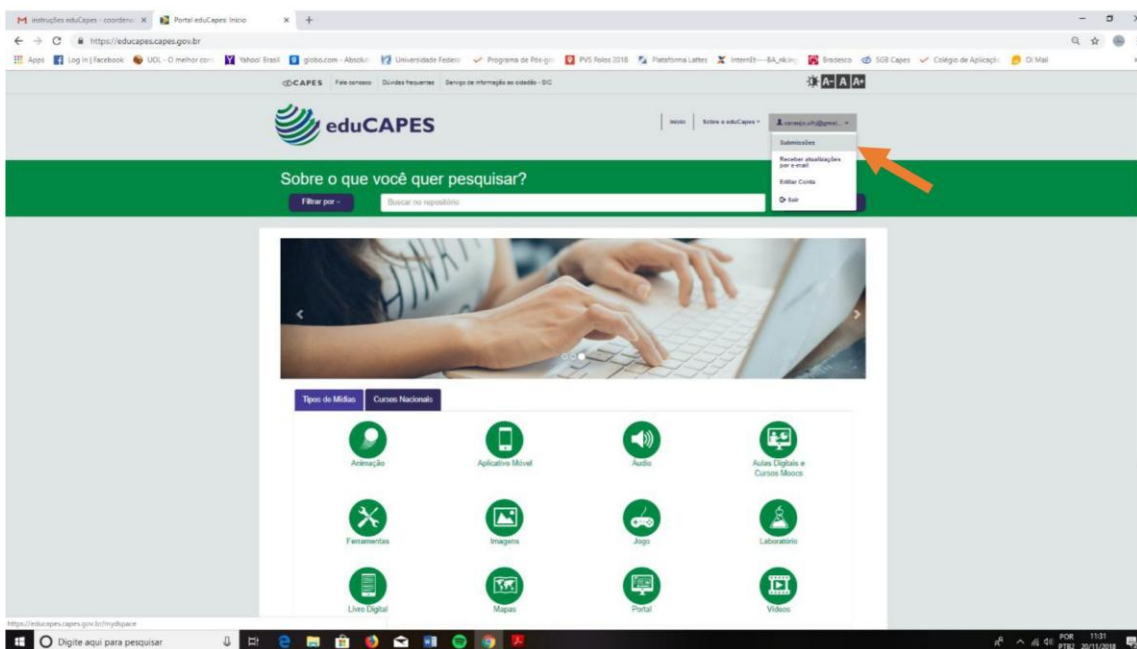 instruções eduCapes - coordeno
Portal eduCapes: Início
https://educapes.capes.gov.br
Apps
Log In | Facebook
UOL - O melhor con
Yahoo! Brasil
globo.com - Absolut
Universidade Federa
Programa de Pós-gr
PVS Polos 2018
Plataforma Lattes
Bradesco
SGB Capes
Colégio de Aplicaçã
Oi Mail
CAPES
Fale conosco
Dúvidas frequentes
Serviço de informação ao cidadão - SIC
A- A A+
eduCAPES
Início
Sobre o eduCapes
Submissões
Receber atualizações
por e-mail
Editar Conta
Sair
Sobre o que você quer pesquisar?
Filtrar por
Buscar no repositório
Tipos de Mídias
Cursos Nacionais
Animação
Aplicativo Móvel
Áudio
Aulas Digitais e
Cursos Moocs
Ferramentas
Imagens
Jogo
Laboratório
Livro Digital
Mapas
Portal
Vídeos
https://educapes.capes.gov.br/mydspace
Digite aqui para pesquisar
POR
PTB2
11:31
20/11/2018